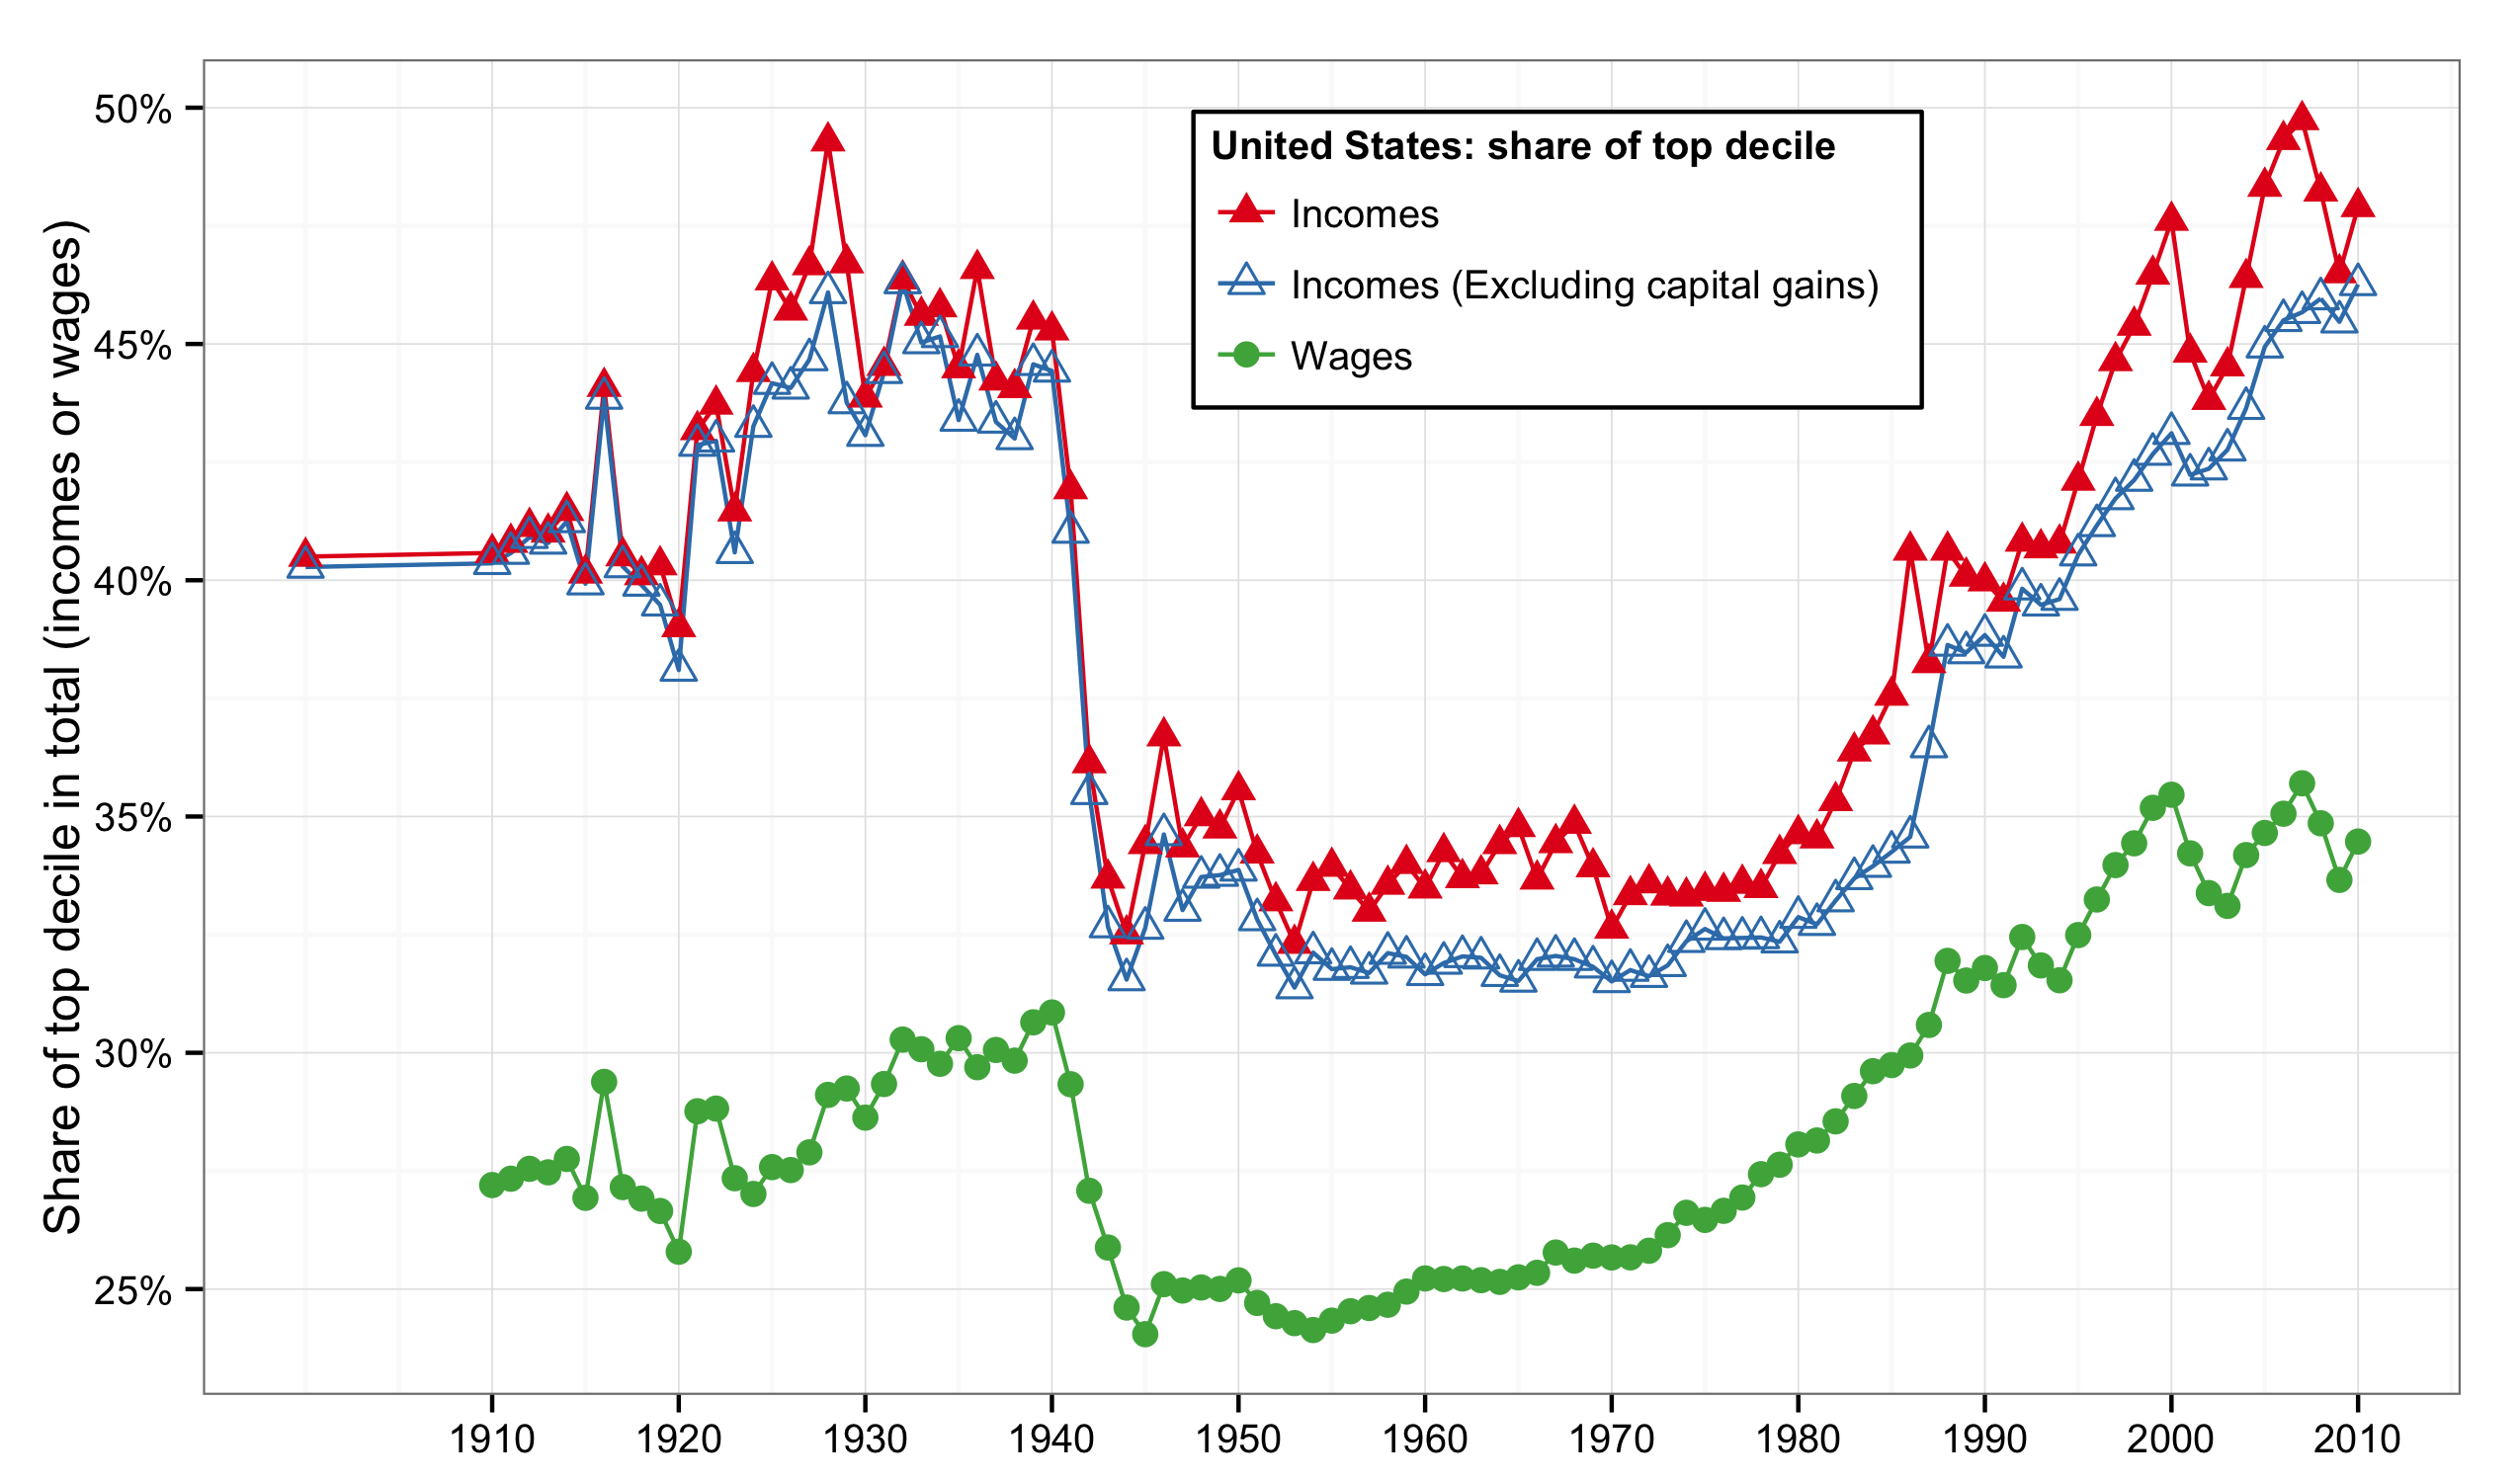 Share of top decile in total (incomes or wages)
50%
45%
40%
35%
30%
25%
United States: share of top decile
Incomes
Incomes (Excluding capital gains)
Wages
1910 1920 1930 1940 1950 1960 1970 1980 1990 2000 2010